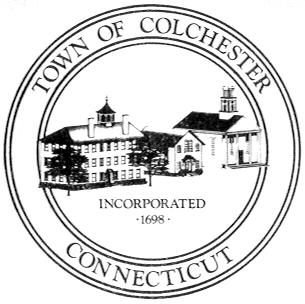 TOWN OF COLCHESTER
INCORPORATED
·1698·
CONNECTICUT